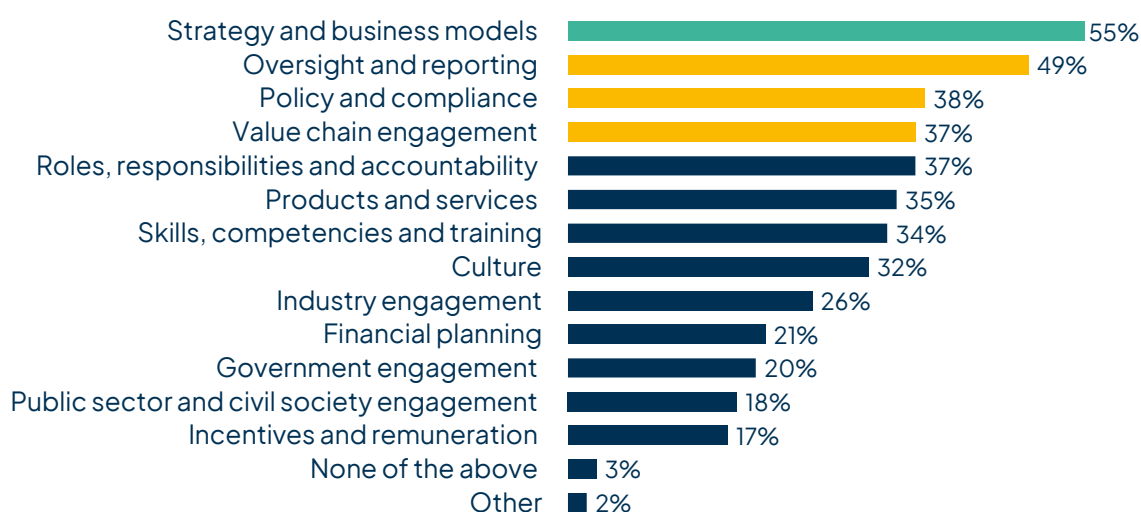 Strategy and business models 55%
Oversight and reporting 49%
Policy and compliance 38%
Value chain engagement 37%
Roles, responsibilities and accountability 37%
Products and services 35%
Skills, competencies and training 34%
Culture 32%
Industry engagement 26%
Financial planning 21%
Government engagement 20%
Public sector and civil society engagement 18%
Incentives and remuneration 17%
None of the above 3%
Other 2%